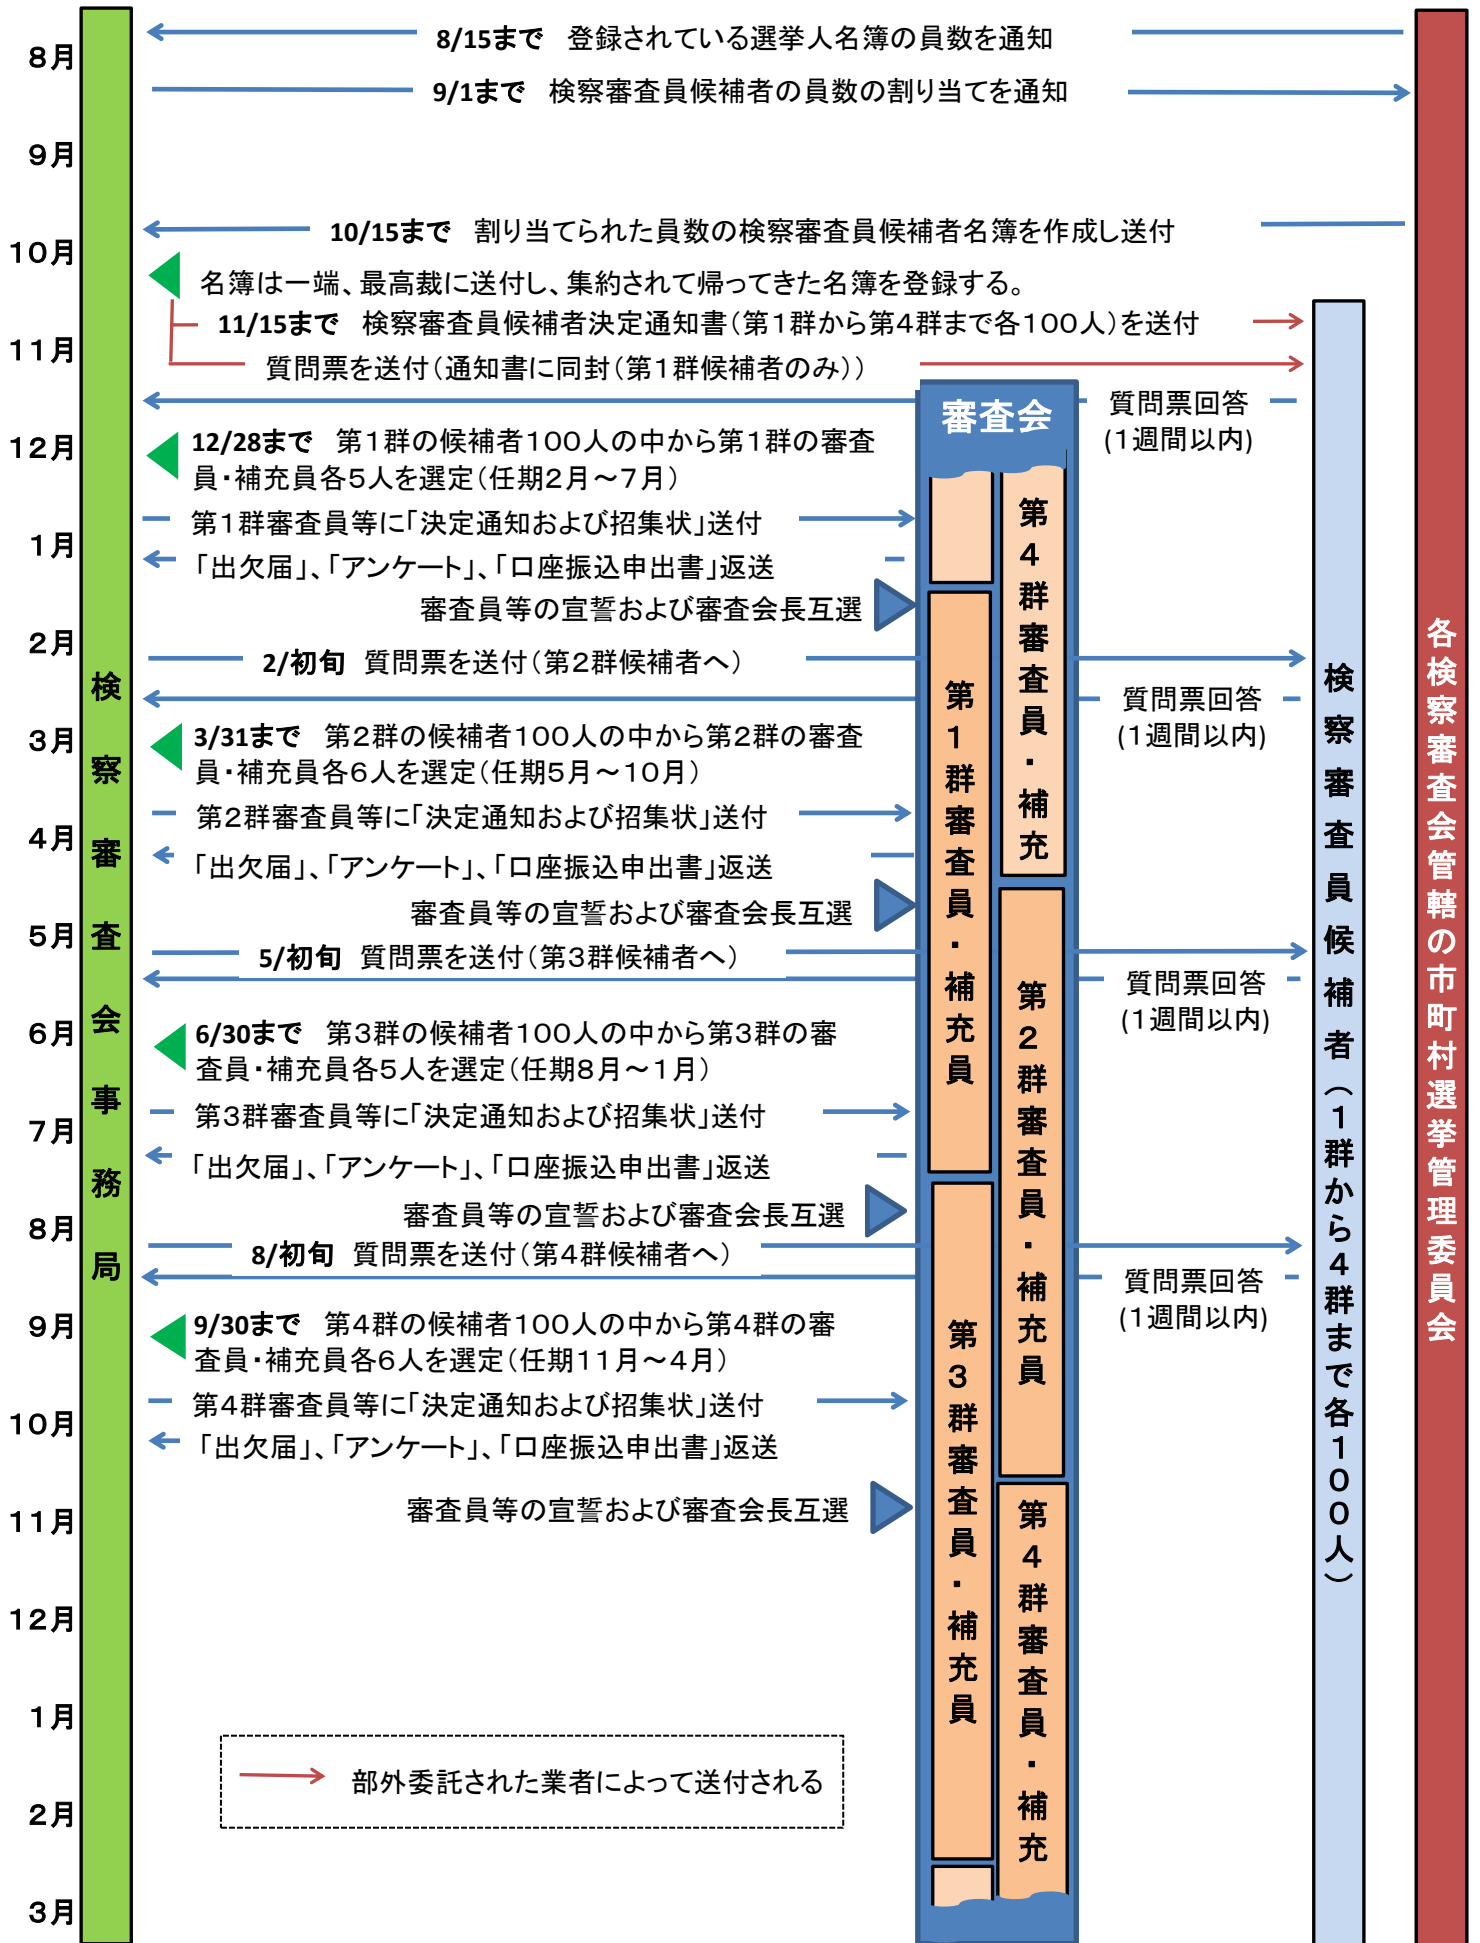 8月
9月
10月
11月
12月
1月
2月
3月
4月
5月
6月
7月
8月
9月
10月
11月
12月
1月
2月
3月
検察審査会事務局
8/15まで 登録されている選挙人名簿の員数を通知
9/1まで 検察審査員候補者の員数の割り当てを通知
10/15まで 割り当てられた員数の検察審査員候補者名簿を作成し送付
名簿は一端、最高裁に送付し、集約されて帰ってきた名簿を登録する。
11/15まで 検察審査員候補者決定通知書(第1群から第4群まで各100人)を送付
質問票を送付(通知書に同封(第1群候補者のみ))
質問票回答
(1週間以内)
12/28まで 第1群の候補者100人の中から第1群の審査
員・補充員各5人を選定(任期2月~7月)
第1群審査員等に「決定通知および招集状」送付
「出欠届」、「アンケート」、「口座振込申出書」返送
審査員等の宣誓および審査会長互選
2/初旬 質問票を送付(第2群候補者へ)
質問票回答
(1週間以内)
3/31まで 第2群の候補者100人の中から第2群の審査
員・補充員各6人を選定(任期5月~10月)
第2群審査員等に「決定通知および招集状」送付
「出欠届」、「アンケート」、「口座振込申出書」返送
審査員等の宣誓および審査会長互選
5/初旬 質問票を送付(第3群候補者へ)
質問票回答
(1週間以内)
6/30まで 第3群の候補者100人の中から第3群の審
査員・補充員各5人を選定(任期8月~1月)
第3群審査員等に「決定通知および招集状」送付
「出欠届」、「アンケート」、「口座振込申出書」返送
審査員等の宣誓および審査会長互選
8/初旬 質問票を送付(第4群候補者へ)
質問票回答
(1週間以内)
9/30まで 第4群の候補者100人の中から第4群の審
査員・補充員各6人を選定(任期11月~4月)
第4群審査員等に「決定通知および招集状」送付
「出欠届」、「アンケート」、「口座振込申出書」返送
審査員等の宣誓および審査会長互選
部外委託された業者によって送付される
審査会
第4群審査員・補充
第1群審査員・補充員
第2群審査員・補充員
第3群審査員・補充員
第4群審査員・補充
検察審査員候補者(1群から4群まで各100人)
各検察審査会管轄の市町村選挙管理委員会